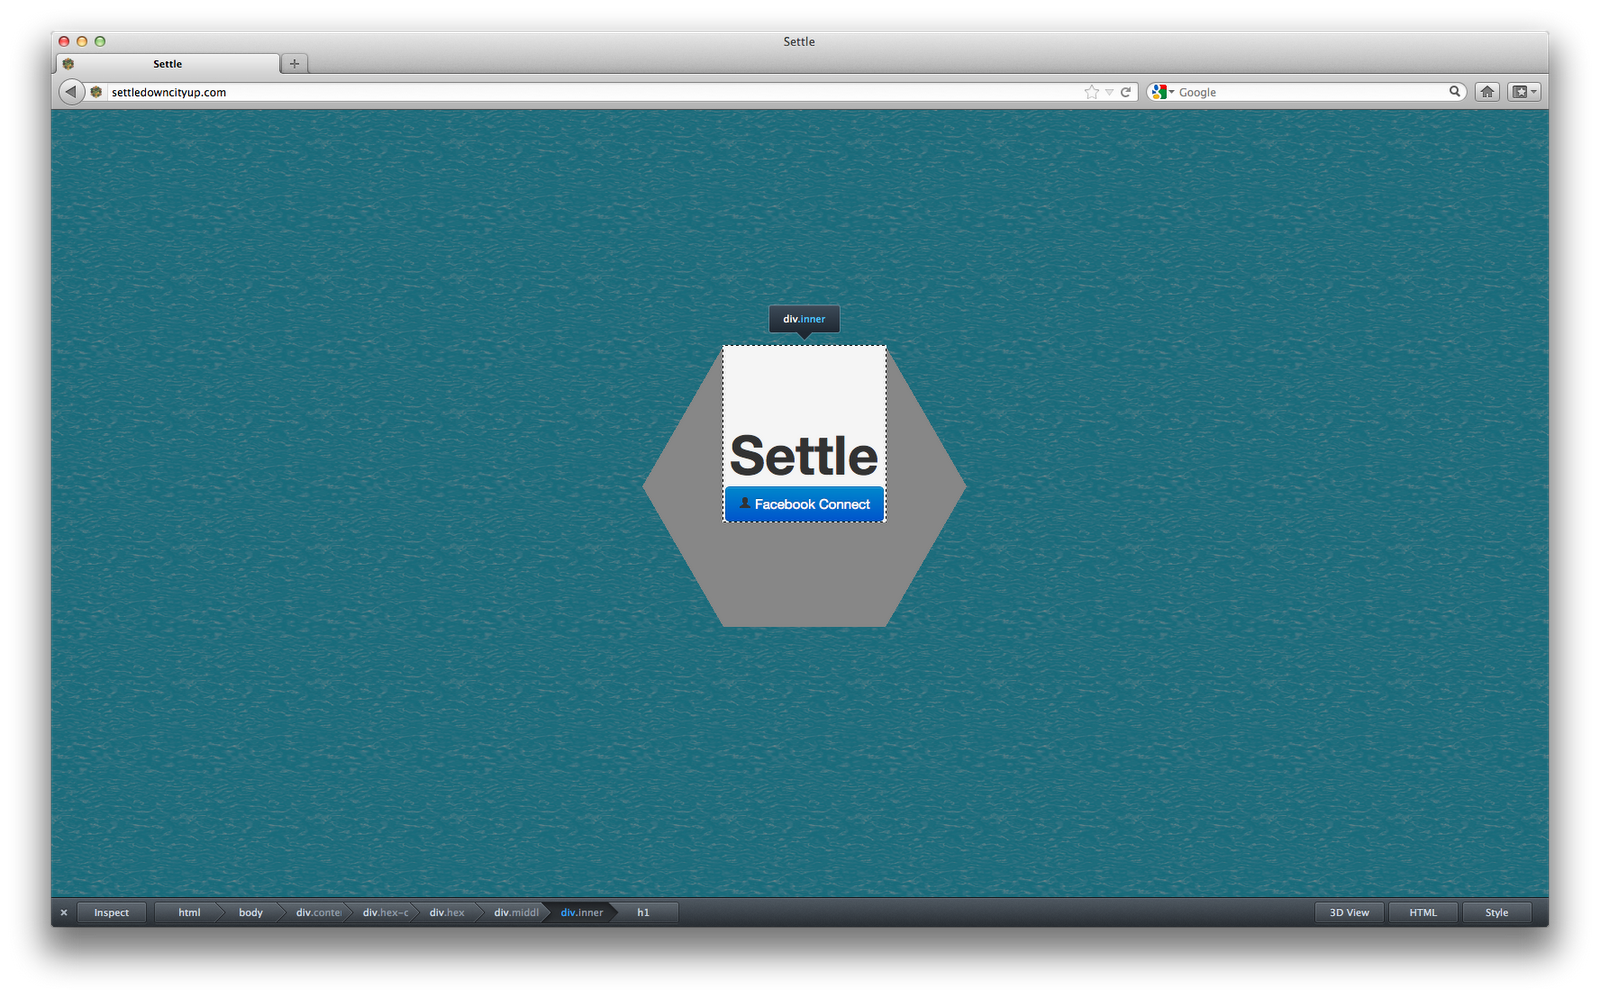 Settle
Settle
settledowncityup.com
Google
div.inner
Settle
Facebook Connect
Inspect html body div.conte div.hex-c div.hex div.middl div.inner h1 3D View HTML Style